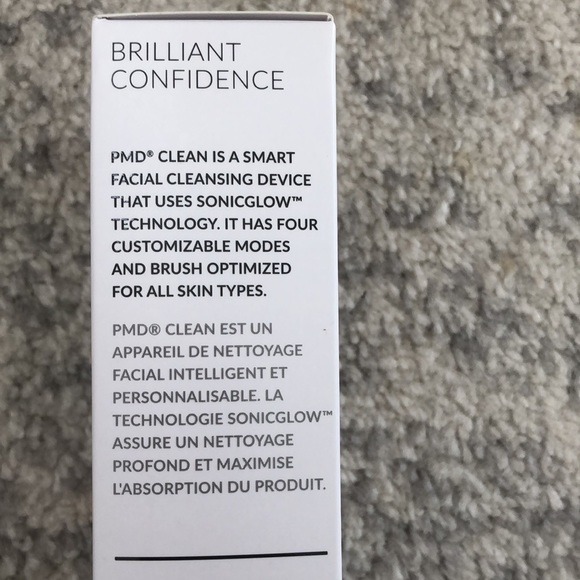 BRILLIANT
CONFIDENCE
PMD® CLEAN IS A SMART
FACIAL CLEANSING DEVICE
THAT USES SONICGLOW™
TECHNOLOGY. IT HAS FOUR
CUSTOMIZABLE MODES
AND BRUSH OPTIMIZED
FOR ALL SKIN TYPES.
PMD® CLEAN EST UN
APPAREIL DE NETTOYAGE
FACIAL INTELLIGENT ET
PERSONNALISABLE. LA
TECHNOLOGIE SONICGLOW™
ASSURE UN NETTOYAGE
PROFOND ET MAXIMISE
L'ABSORPTION DU PRODUIT.